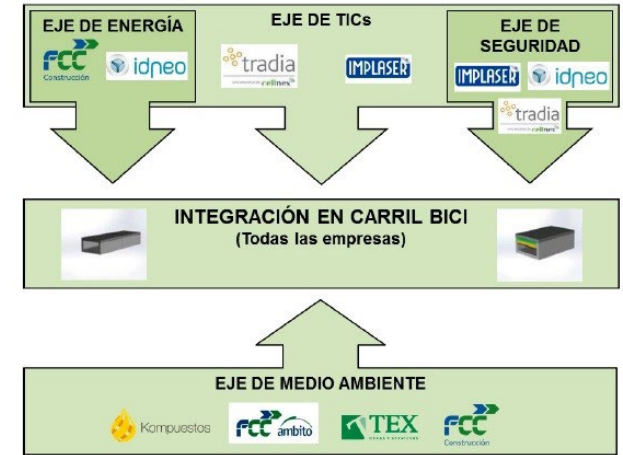 EJE DE ENERGÍA
FCC
Construcción
idneo
EJE DE TICs
tradia
cellnex
IMPLASER
EJE DE
SEGURIDAD
IMPLASER
idneo
tradia
cellnex
INTEGRACIÓN EN CARRIL BICI
(Todas las empresas)
EJE DE MEDIO AMBIENTE
Kompuestos
FCC ámbito
TEX
FCC
Construcción